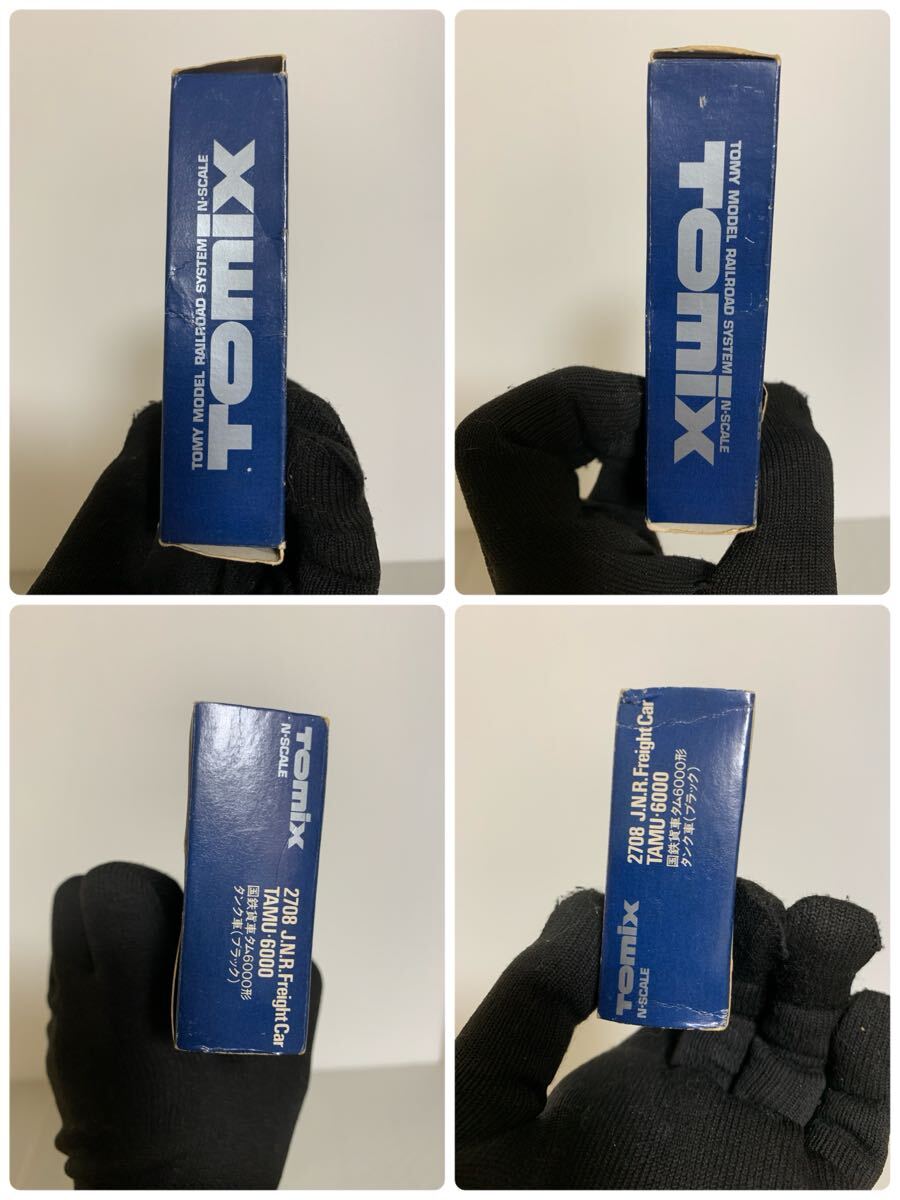 TOMY MODEL RAILROAD SYSTEM N-SCALE
TOMIX
TOMY MODEL RAILROAD SYSTEM N-SCALE
TOMIX
TOMIX
N-SCALE
2708 J.N.R.Freight Car
TAMU・6000
国鉄貨車タム6000形
タンク車(ブラック)
2708 J.N.R.Freight Car
TAMU・6000
国鉄貨車タム6000形
タンク車(ブラック)
TOMIX
N-SCALE